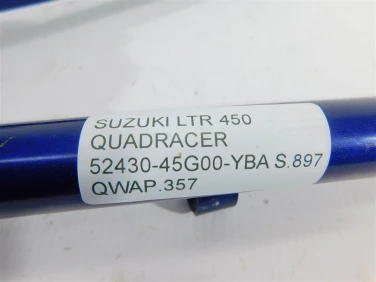 SUZUKI LTR 450
QUADRACER
52430-45G00-YBA S.897
QWAP.357